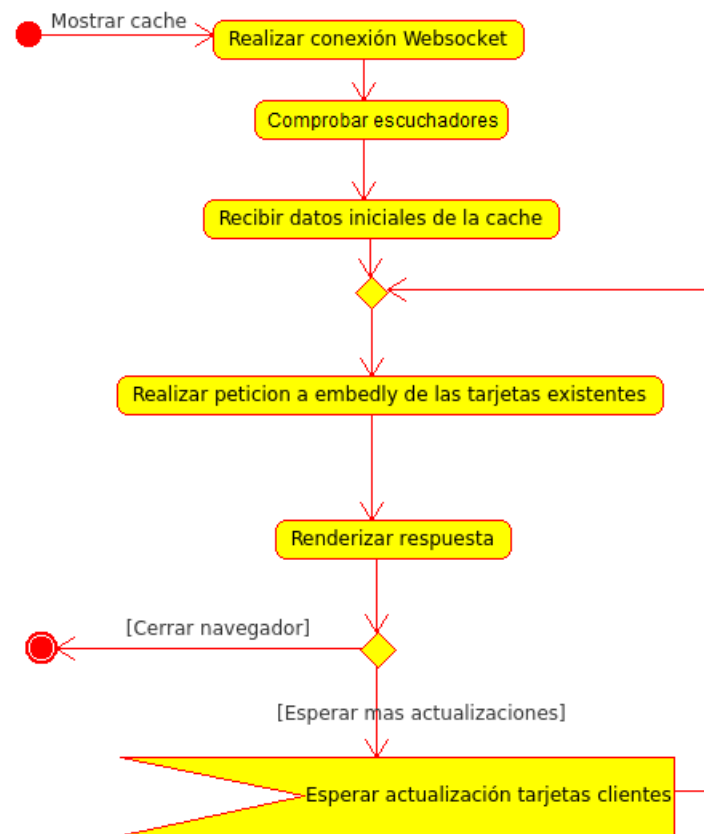 Mostrar cache
Realizar conexión Websocket
Comprobar escuchadores
Recibir datos iniciales de la cache
Realizar peticion a embedly de las tarjetas existentes
Renderizar respuesta
[Cerrar navegador]
[Esperar mas actualizaciones]
Esperar actualización tarjetas clientes